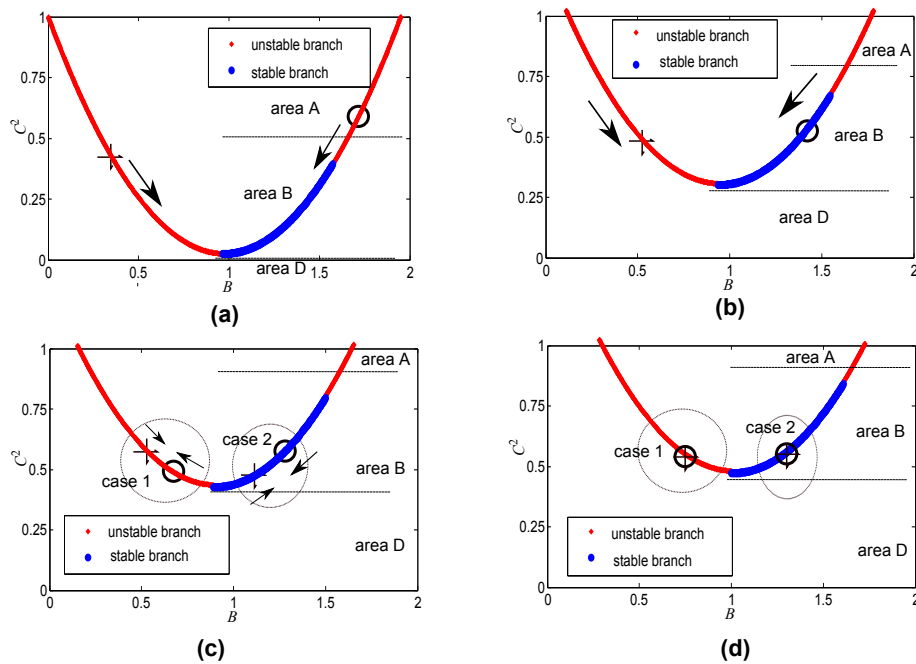 1
0.75
0.5
0.25
0
C²
unstable branch
stable branch
area A
area B
area D
0.5
1
1.5
2
B
(a)
1
0.75
0.5
0.25
0
C²
unstable branch
stable branch
area A
area B
area D
0
0.5
1
1.5
2
B
(b)
1
0.75
0.5
0.25
0
C²
area A
case 2
case 1
area B
unstable branch
stable branch
area D
0
0.5
1
1.5
2
B
(c)
1
0.75
0.5
0.25
0
C²
area A
case 2
case 1
area B
unstable branch
stable branch
area D
0
0.5
1
1.5
2
B
(d)